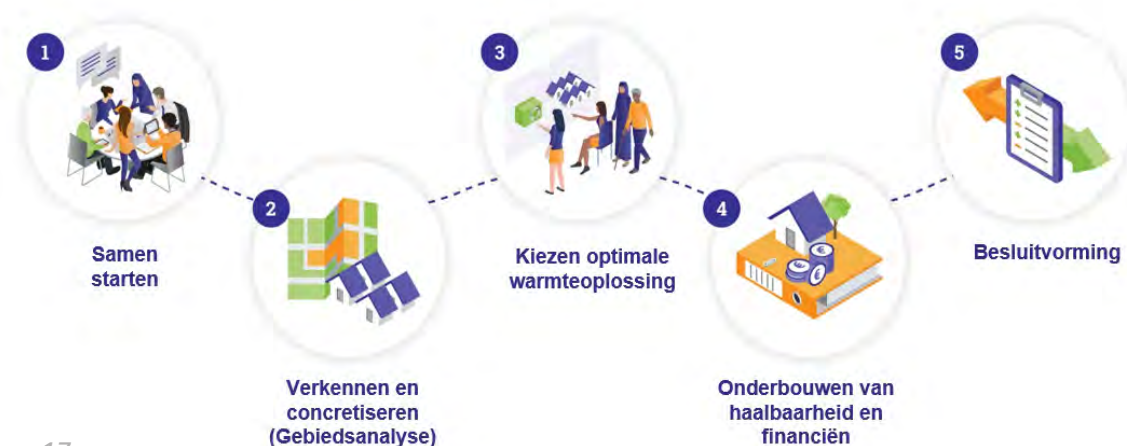 1
Samen
starten
2
Verkennen en
concretiseren
(Gebiedsanalyse)
3
Kiezen optimale
warmteoplossing
4
Onderbouwen van
haalbaarheid en
financiën
5
Besluitvorming
17